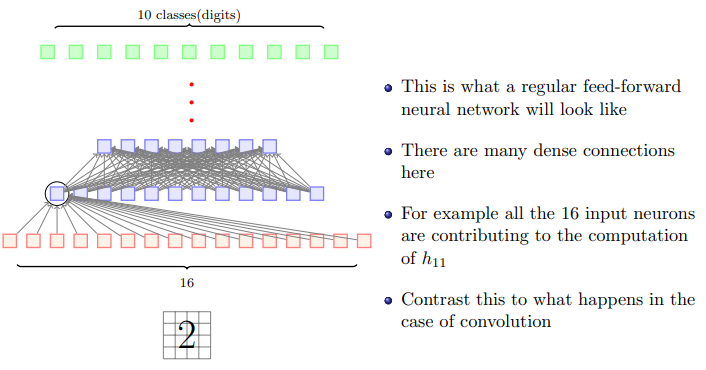 10 classes(digits)
16
2
This is what a regular feed-forward
neural network will look like
There are many dense connections
here
For example all the 16 input neurons
are contributing to the computation
of h₁₁
Contrast this to what happens in the
case of convolution